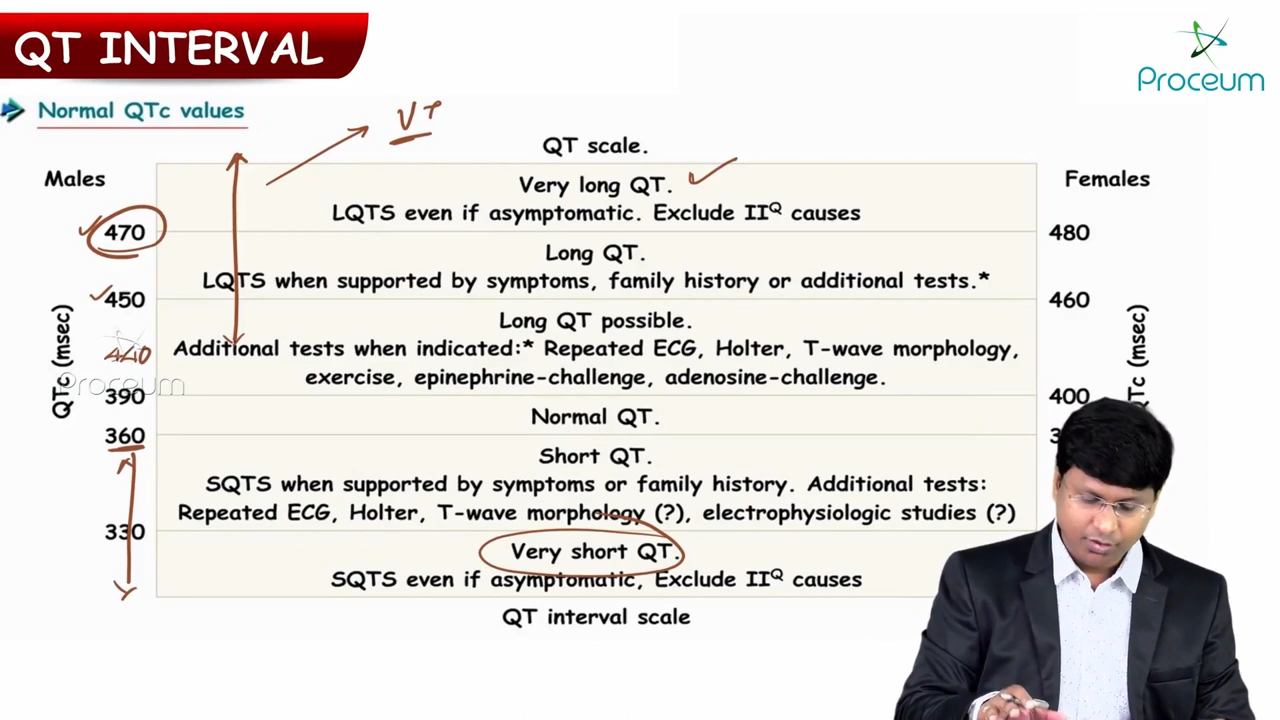 QT INTERVAL
Proceum
Normal QTc values
VT
QT scale.
Males
Females
Very long QT.
LQTS even if asymptomatic. Exclude IIQ causes
470
480
Long QT.
LQTS when supported by symptoms, family history or additional tests.*
450
460
Long QT possible.
440
Additional tests when indicated:* Repeated ECG, Holter, T-wave morphology,
exercise, epinephrine-challenge, adenosine-challenge.
Proceum
QTc (msec)
390
400
Normal QT.
360
Short QT.
SQTS when supported by symptoms or family history. Additional tests:
Repeated ECG, Holter, T-wave morphology (?), electrophysiologic studies (?)
330
Very short QT.
SQTS even if asymptomatic, Exclude IIQ causes
QT interval scale